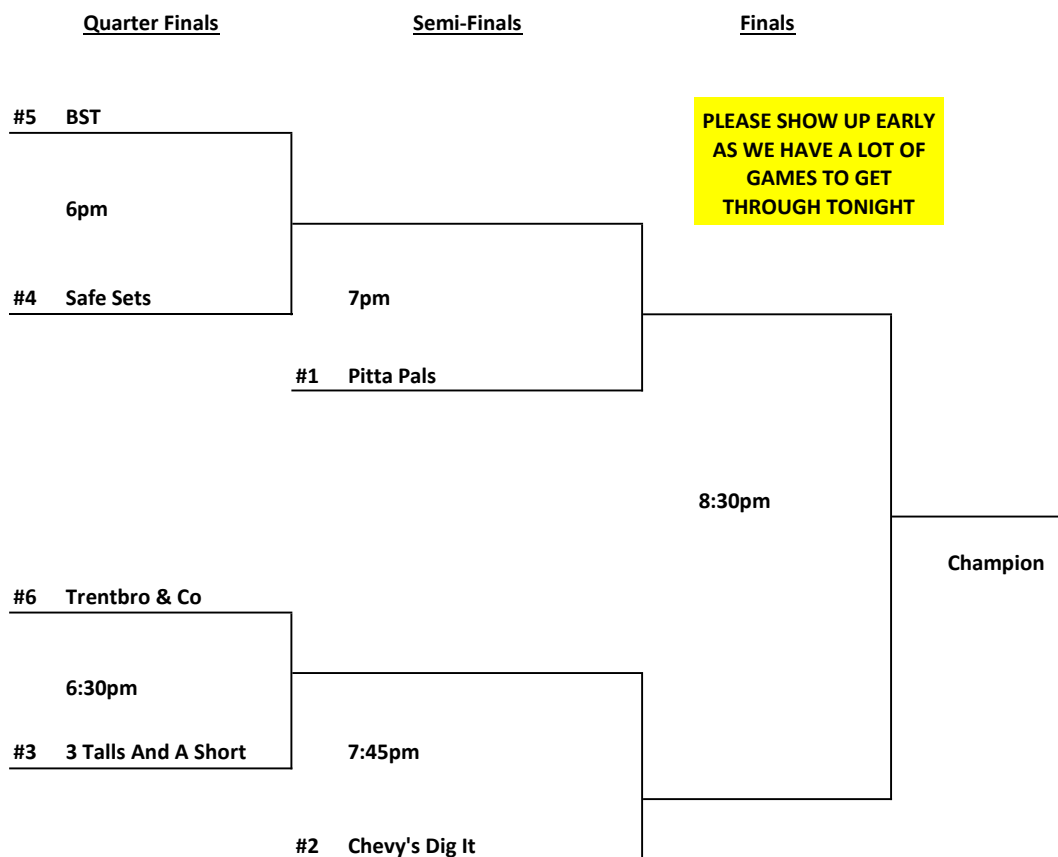 Quarter Finals Semi-Finals Finals
#5 BST
PLEASE SHOW UP EARLY
AS WE HAVE A LOT OF
GAMES TO GET
THROUGH TONIGHT
6pm
#4 Safe Sets
7pm
#1 Pitta Pals
8:30pm
Champion
#6 Trentbro & Co
6:30pm
#3 3 Talls And A Short
7:45pm
#2 Chevy's Dig It